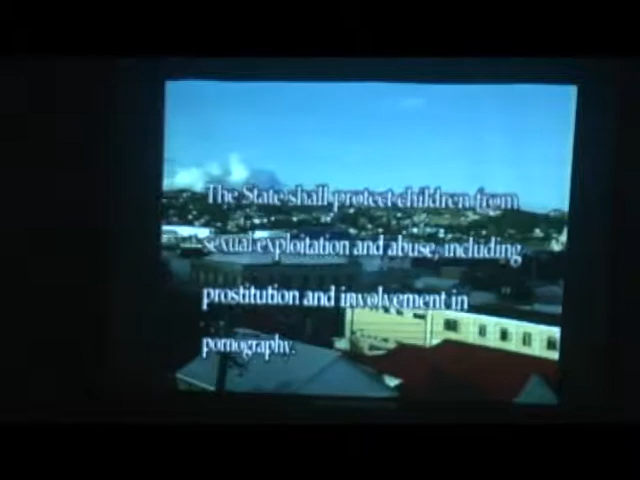 The State shall protect children from
sexual exploitation and abuse, including
prostitution and involvement in
pornography.